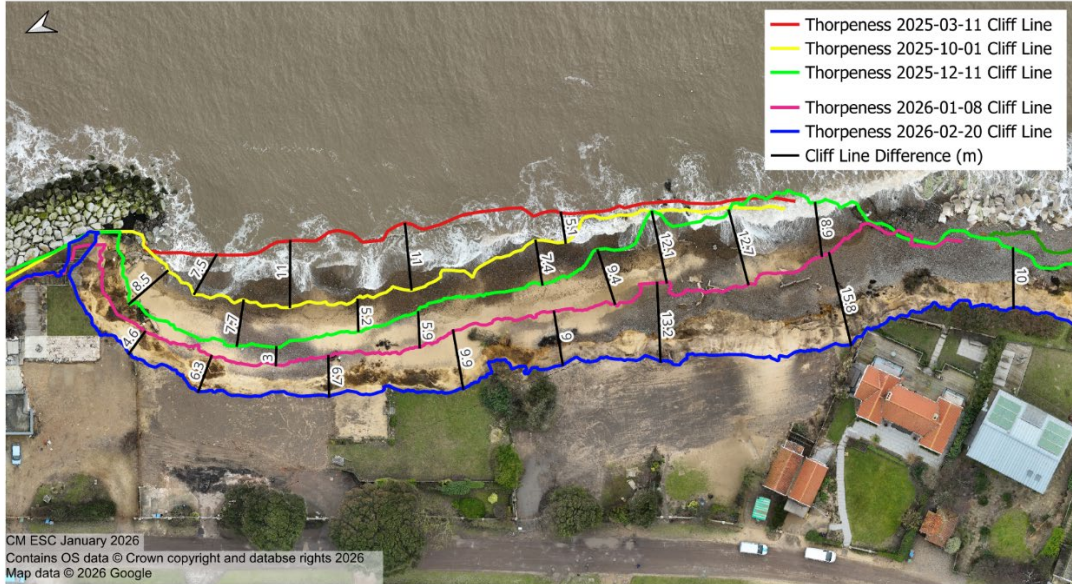 Thorpeness 2025-03-11 Cliff Line
Thorpeness 2025-10-01 Cliff Line
Thorpeness 2025-12-11 Cliff Line
Thorpeness 2026-01-08 Cliff Line
Thorpeness 2026-02-20 Cliff Line
Cliff Line Difference (m)
5.1
8.9
7.5
11
11
12.1
12.7
8.5
7.4
9.4
10
7.7
5.2
5.9
13.2
15.8
4.6
3
9
6.3
6.7
9.9
CM ESC January 2026
Contains OS data © Crown copyright and databse rights 2026
Map data © 2026 Google